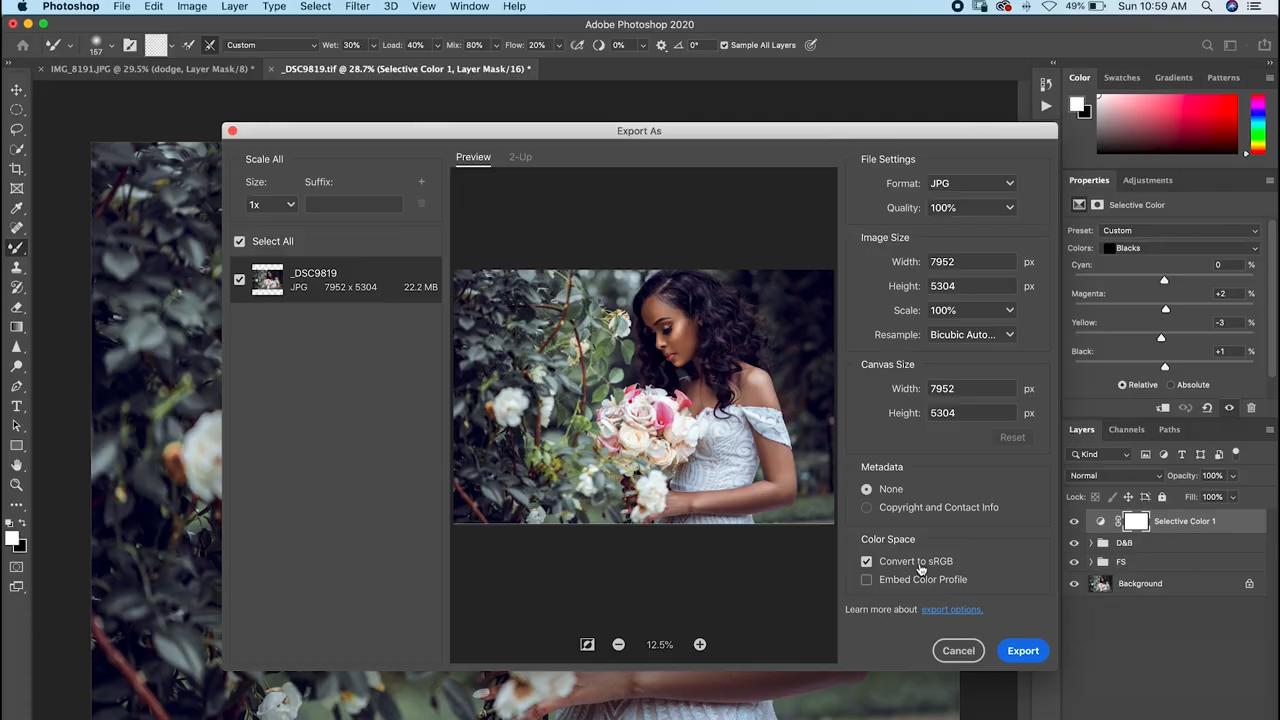 Photoshop File Edit Image Layer Type Select Filter 3D View Window Help 49% Sun 10:59 AM
Adobe Photoshop 2020
157 Custom Wet: 30% Load: 40% Mix: 80% Flow: 20% 0% 0° Sample All Layers
IMG_8191.JPG @ 29.5% (dodge, Layer Mask/8) * _DSC9819.tif @ 28.7% (Selective Color 1, Layer Mask/16) *
Color Swatches Gradients Patterns
Export As
Scale All
Size: Suffix: +
1x
Select All
_DSC9819
JPG 7952 x 5304 22.2 MB
Preview 2-Up
12.5%
File Settings
Format: JPG
Quality: 100%
Image Size
Width: 7952 px
Height: 5304 px
Scale: 100%
Resample: Bicubic Auto...
Canvas Size
Width: 7952 px
Height: 5304 px
Reset
Metadata
None
Copyright and Contact Info
Color Space
Convert to sRGB
Embed Color Profile
Learn more about export options.
Cancel Export
Properties Adjustments
Selective Color
Preset: Custom
Colors: Blacks
Cyan: 0 %
Magenta: +2 %
Yellow: -3 %
Black: +1 %
Relative Absolute
Layers Channels Paths
Kind
Normal Opacity: 100%
Lock: Fill: 100%
Selective Color 1
D&B
FS
Background